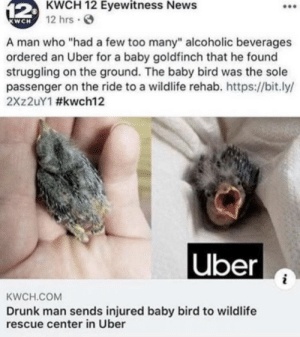 12
KWCH
KWCH 12 Eyewitness News
12 hrs ·
A man who "had a few too many" alcoholic beverages
ordered an Uber for a baby goldfinch that he found
struggling on the ground. The baby bird was the sole
passenger on the ride to a wildlife rehab. https://bit.ly/
2Xz2uY1 #kwch12
Uber
i
KWCH.COM
Drunk man sends injured baby bird to wildlife
rescue center in Uber